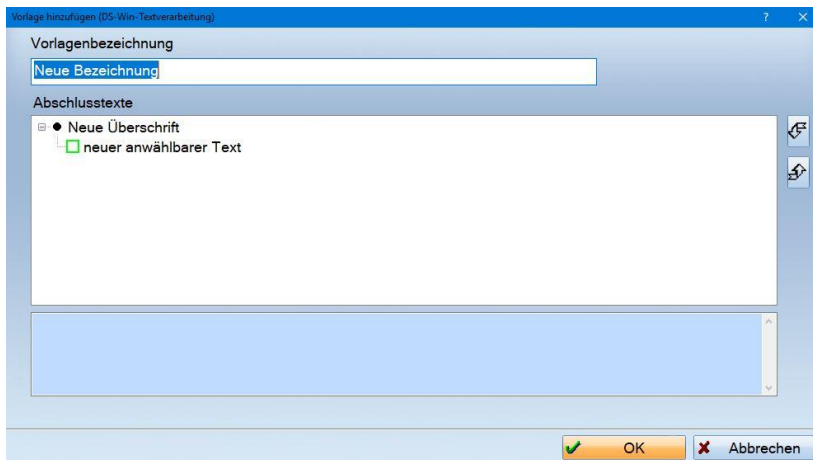 Vorlage hinzufügen (DS-Win-Textverarbeitung)
Vorlagenbezeichnung
Neue Bezeichnung
Abschlusstexte
Neue Überschrift
neuer anwählbarer Text
OK Abbrechen